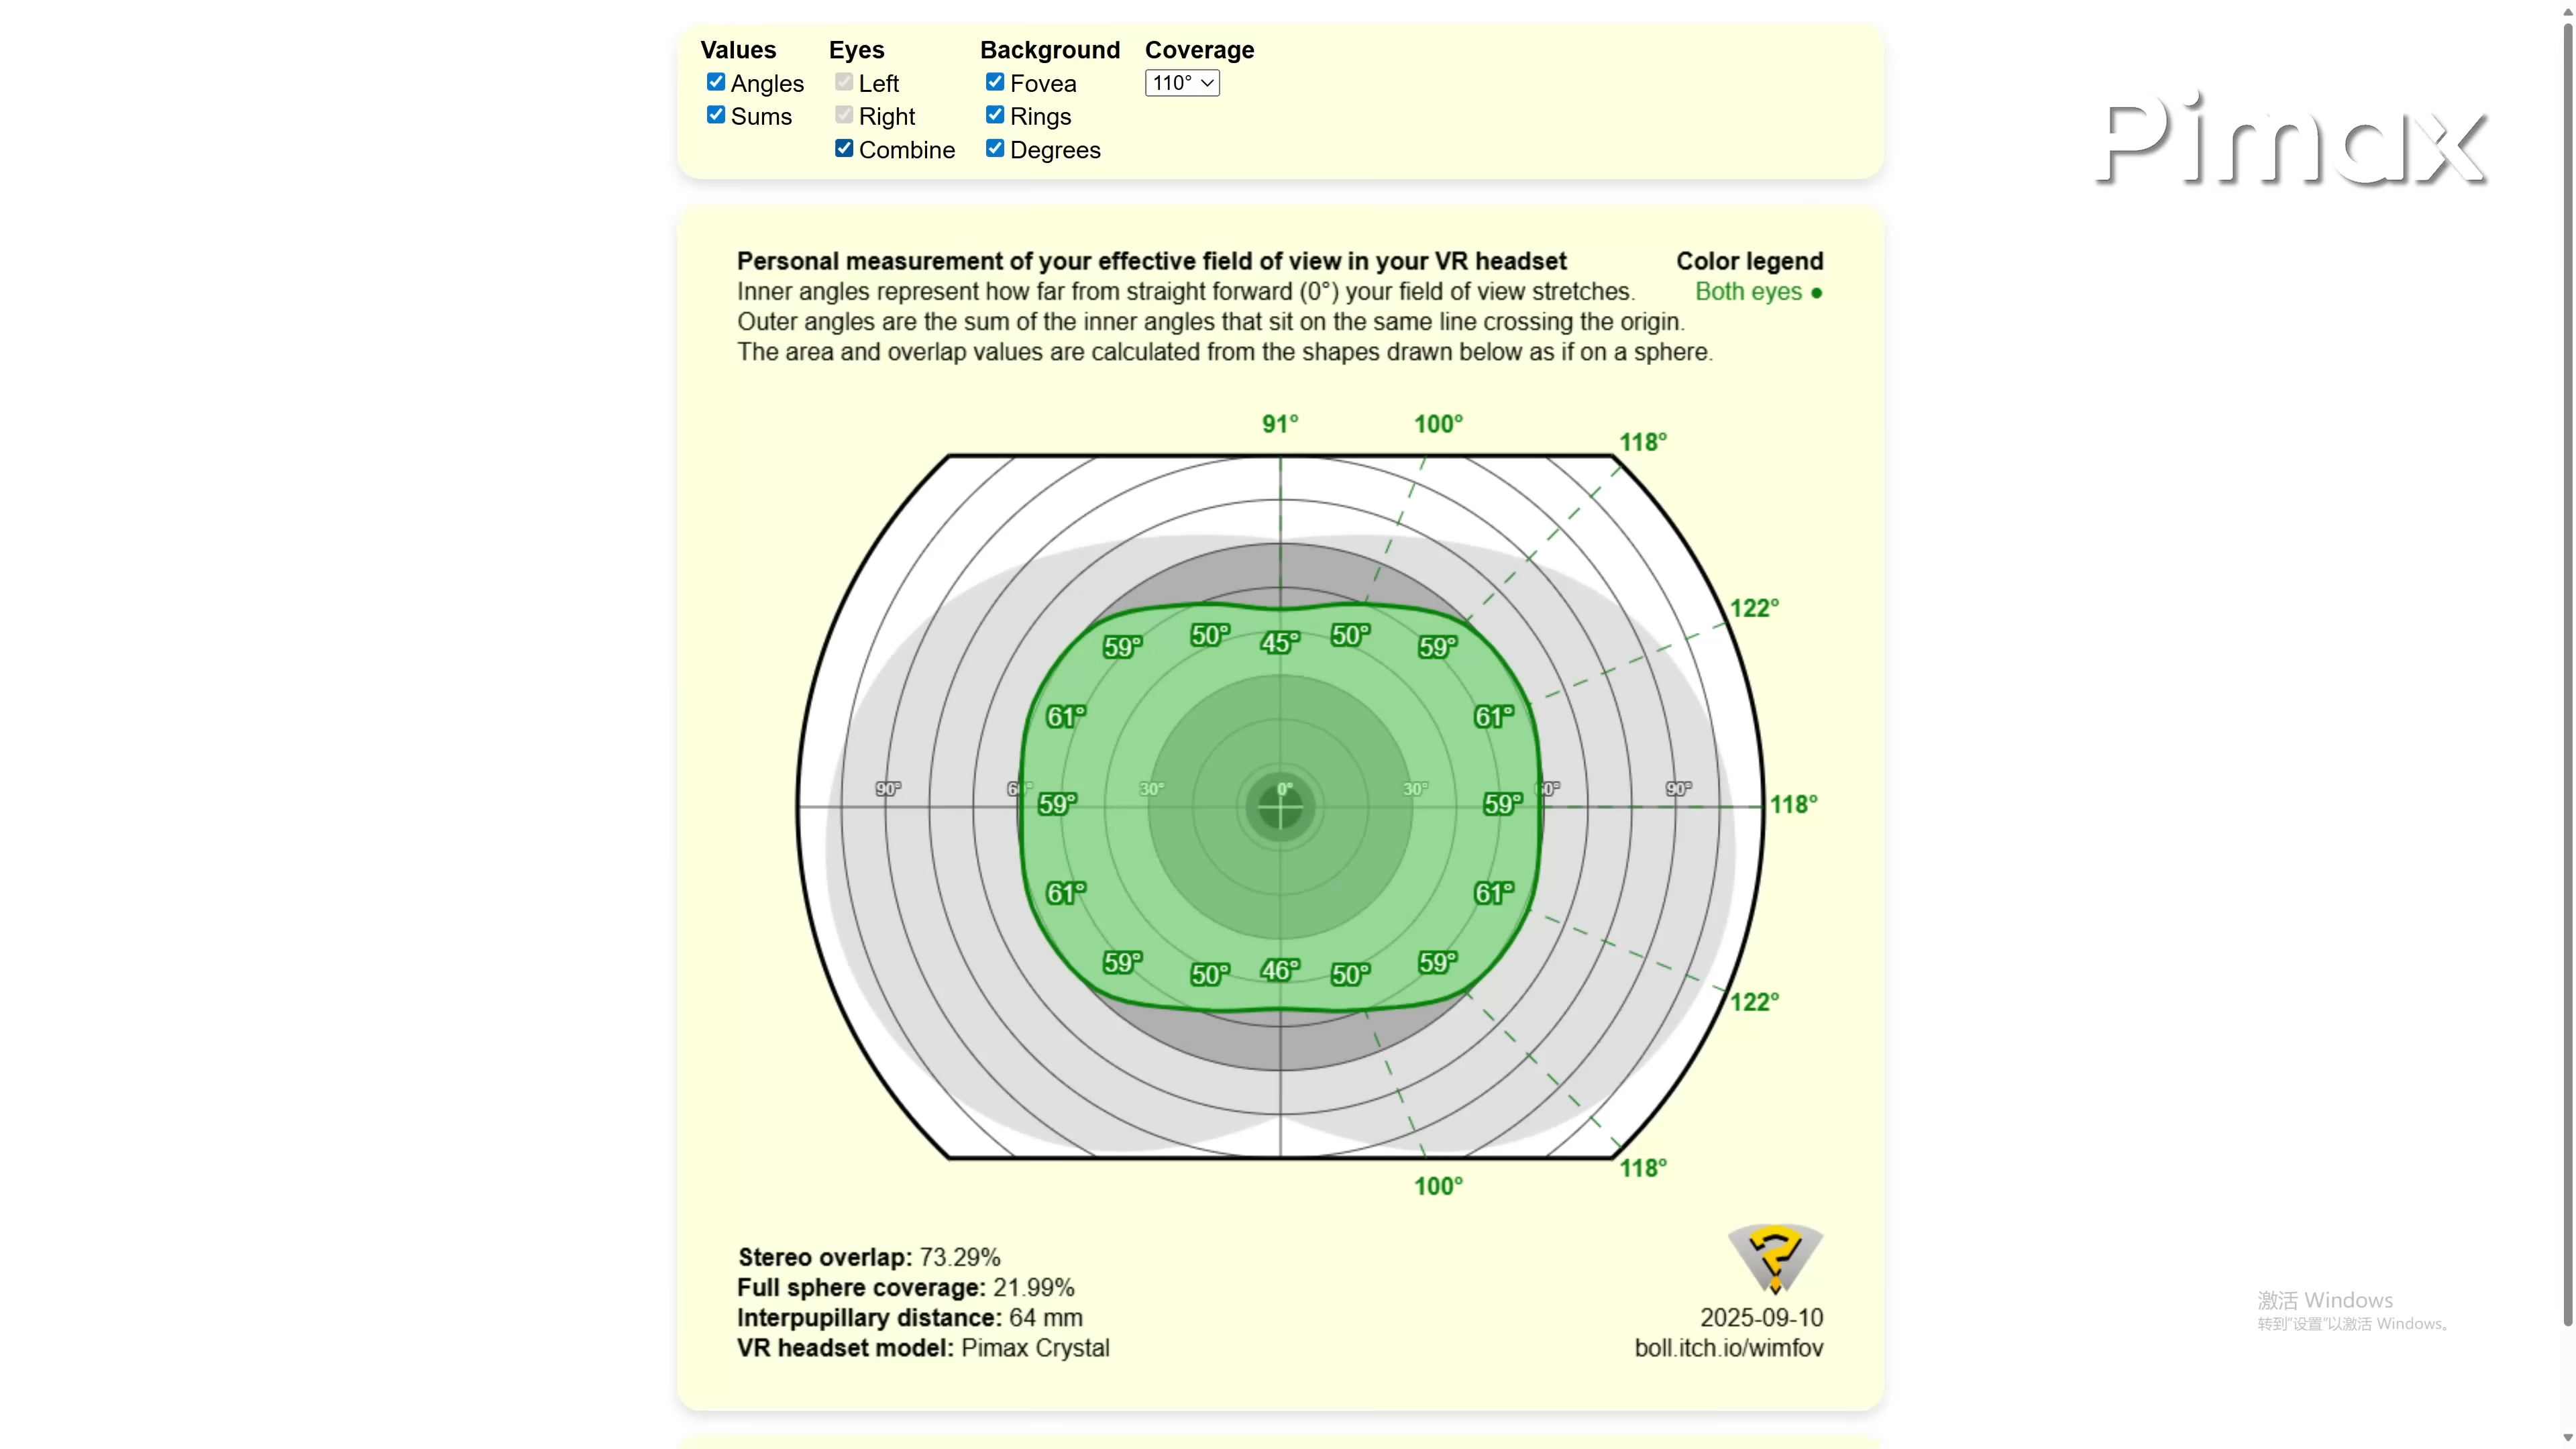 Values Eyes Background Coverage
Angles Left Fovea 110°
Sums Right Rings
Combine Degrees
Pimax
Personal measurement of your effective field of view in your VR headset Color legend
Inner angles represent how far from straight forward (0°) your field of view stretches. Both eyes
Outer angles are the sum of the inner angles that sit on the same line crossing the origin.
The area and overlap values are calculated from the shapes drawn below as if on a sphere.
91° 100°
118°
122°
50° 45° 50°
59° 59°
61° 61°
90° 30° 0° 30° 90°
59° 59° 118°
61° 61°
59° 59°
50° 46° 50°
122°
118°
100°
Stereo overlap: 73.29%
Full sphere coverage: 21.99%
Interpupillary distance: 64 mm 2025-09-10
VR headset model: Pimax Crystal boll.itch.io/wimfov
激活 Windows
转到"设置"以激活 Windows。